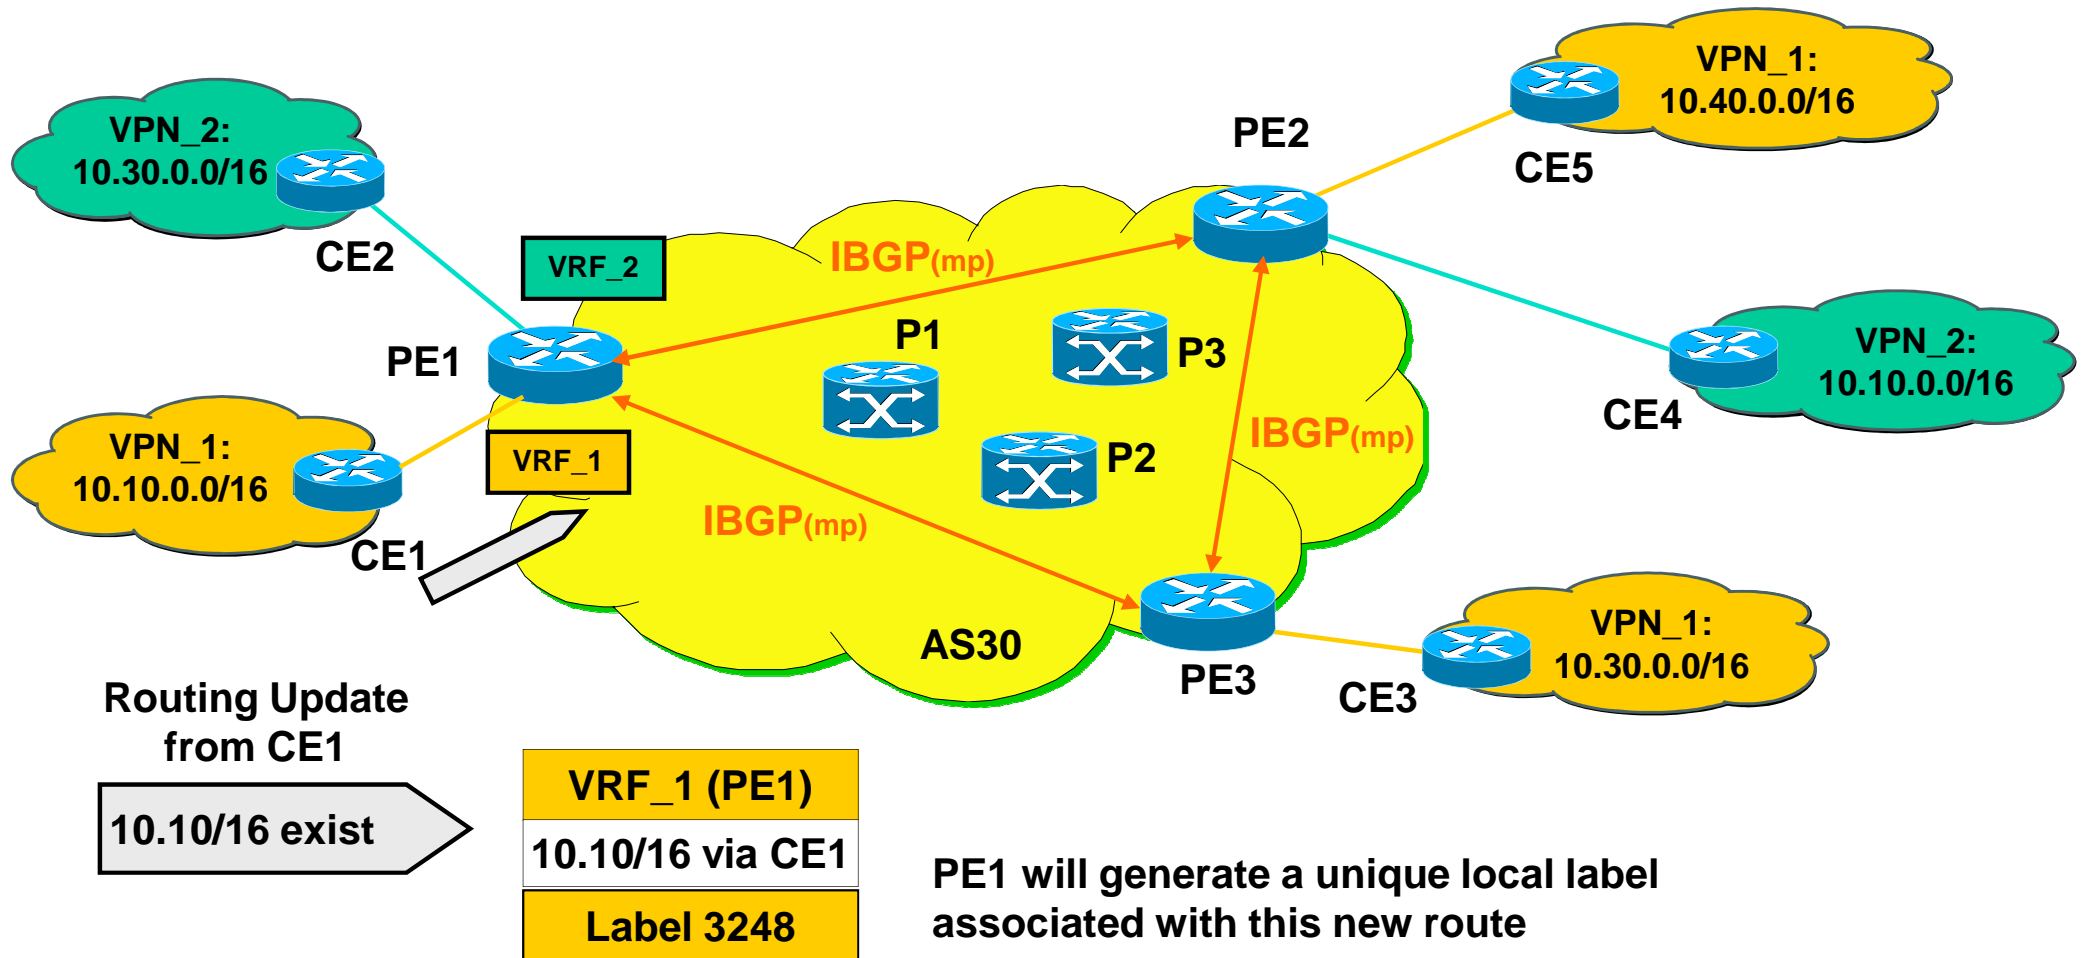 VPN_1:
10.40.0.0/16
VPN_2:
10.30.0.0/16
PE2
CE5
CE2
VRF_2
IBGP(mp)
P1
P3
PE1
VPN_2:
10.10.0.0/16
CE4
VPN_1:
10.10.0.0/16
VRF_1
P2
IBGP(mp)
IBGP(mp)
CE1
AS30
PE3
CE3
VPN_1:
10.30.0.0/16
Routing Update
from CE1
10.10/16 exist
VRF_1 (PE1)
10.10/16 via CE1
Label 3248
PE1 will generate a unique local label
associated with this new route